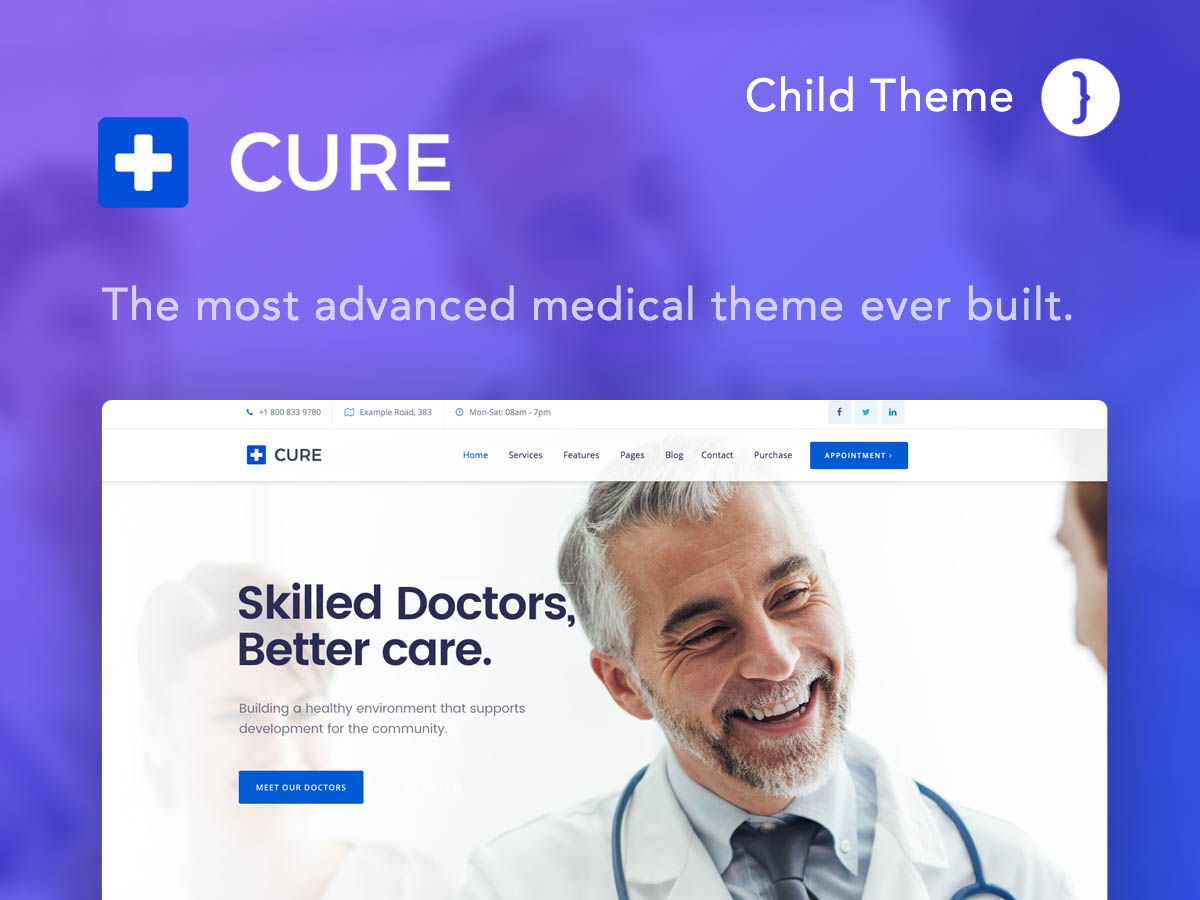 Child Theme }
CURE
The most advanced medical theme ever built.
+1 800 833 9780 Example Road, 383 Mon-Sat: 08am - 7pm f in
CURE Home Services Features Pages Blog Contact Purchase APPOINTMENT ›
Skilled Doctors,
Better care.
Building a healthy environment that supports
development for the community.
MEET OUR DOCTORS